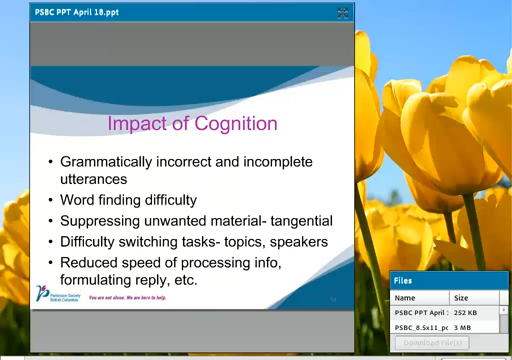 PSBC PPT April 18.ppt
Impact of Cognition
• Grammatically incorrect and incomplete
utterances
• Word finding difficulty
• Suppressing unwanted material- tangential
• Difficulty switching tasks- topics, speakers
• Reduced speed of processing info,
formulating reply, etc.
Parkinson Society
British Columbia
You are not alone. We are here to help.
Files
Name Size
PSBC PPT April 252 KB
PSBC_8.5x11_pc 3 MB
Download File(s)